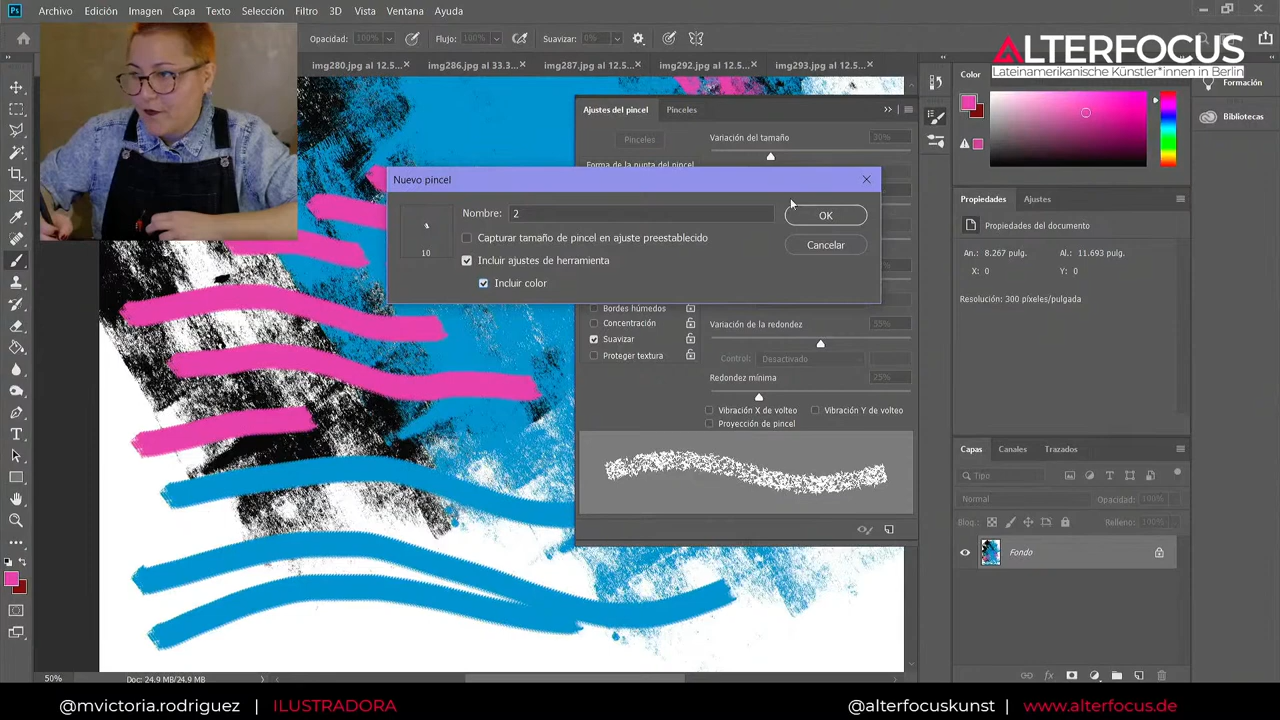 Ps Archivo Edición Imagen Capa Texto Selección Filtro 3D Vista Ventana Ayuda
Opacidad: 100% Flujo: 100% Suavizar: 0%
ALTERFOCUS
Lateinamerikanische Künstler*innen in Berlin
img280.jpg al 12.5...× img286.jpg al 33.3...× img287.jpg al 12.5...× img292.jpg al 12.5...× img293.jpg al 12.5...×
Color
Formación
Bibliotecas
Ajustes del pincel Pinceles
Pinceles
Variación del tamaño 30%
Forma de la punta del pincel
Nuevo pincel
Nombre: 2
OK
10
Capturar tamaño de pincel en ajuste preestablecido
Cancelar
Incluir ajustes de herramienta
Incluir color
Bordes húmedos
Concentración
Suavizar
Proteger textura
Variación de la redondez 55%
Control: Desactivado
Redondez mínima 25%
Vibración X de volteo Vibración Y de volteo
Proyección de pincel
Propiedades Ajustes
Propiedades del documento
An.: 8.267 pulg. Al.: 11.693 pulg.
X: 0 Y: 0
Resolución: 300 píxeles/pulgada
Capas Canales Trazados
Tipo
Normal Opacidad: 100%
Bloq.: Relleno: 100%
Fondo
fx
50% Doc: 24,9 MB/24,9 MB
@mvictoria.rodriguez | ILUSTRADORA
@alterfocuskunst | www.alterfocus.de